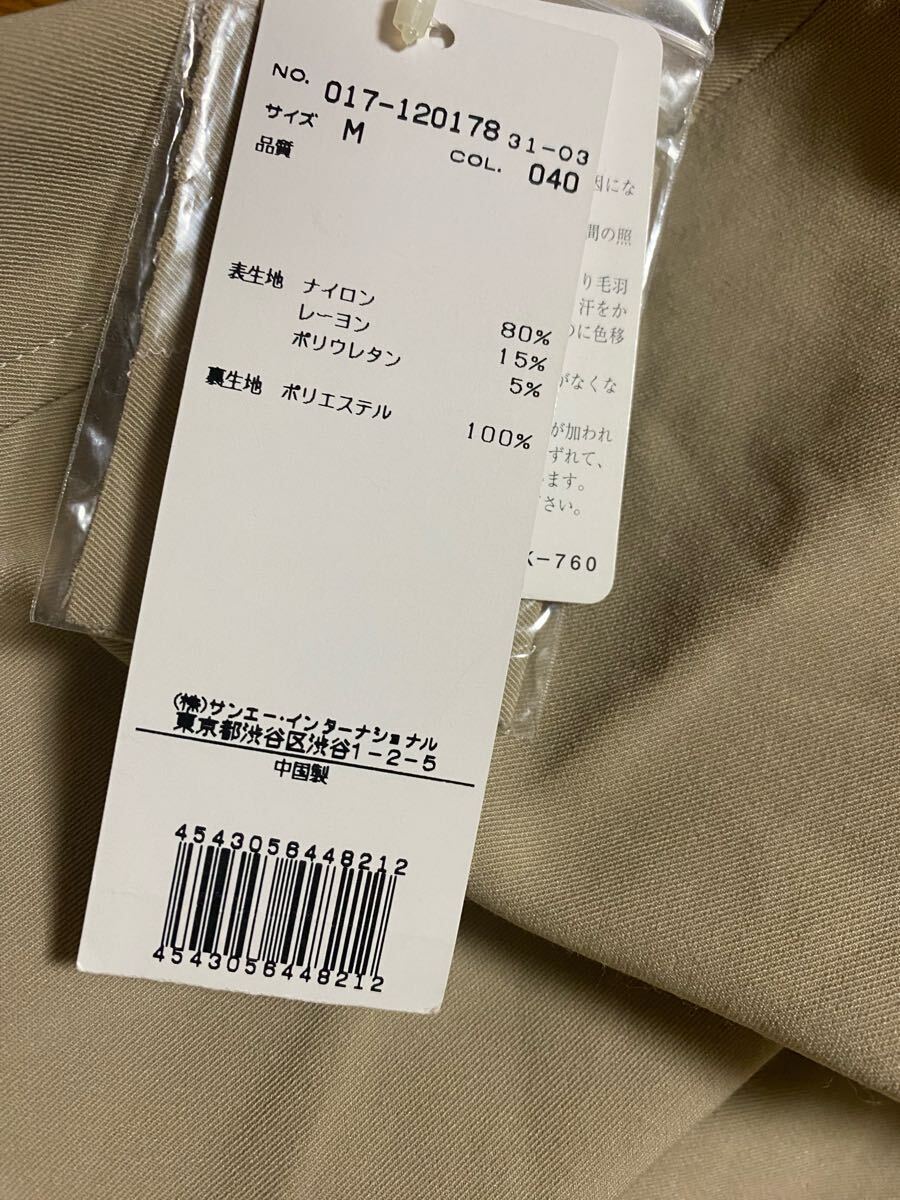 NO. 017-120178 31-03
サイズ M COL. 040
品質
表生地 ナイロン 80%
レーヨン 15%
ポリウレタン 5%
裏生地 ポリエステル 100%
(株)サンエー・インターナショナル
東京都渋谷区渋谷1-2-5
中国製
4543056448212
4543056448212
因にな
間の照
り毛羽
汗をか
のに色移
がなくな
が加われ
ずれて、
ます。
さい。
K-760